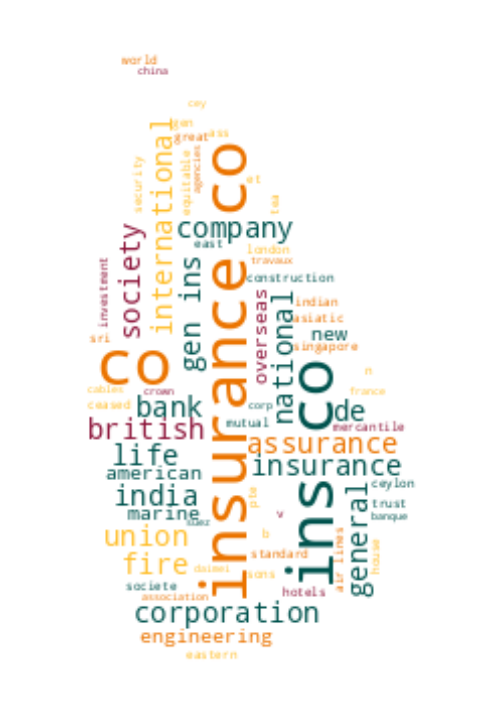 world
china
cey
gen
great
ass
international
security
equitable
agencies
insurance co
et
tea
society
company
east
london
travaux
investment
gen ins
construction
overseas
national
indian
asiatic
sri
new
singapore
co
ins co
n
cables
crown
france
ceased
bank
corp
de
british
mutual
mercantile
assurance
life
insurance
american
ceylon
india
general
pte
trust
marine
v
banque
suez
union
b
air lines
house
fire
standard
daimei
sons
societe
hotels
association
corporation
engineering
eastern